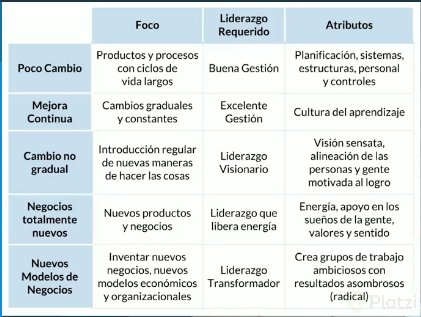 Foco
Liderazgo
Requerido
Atributos
Poco Cambio
Productos y procesos
con ciclos de
vida largos
Buena Gestión
Planificación, sistemas,
estructuras, personal
y controles
Mejora
Continua
Cambios graduales
y constantes
Excelente
Gestión
Cultura del aprendizaje
Cambio no
gradual
Introducción regular
de nuevas maneras
de hacer las cosas
Liderazgo
Visionario
Visión sensata,
alineación de las
personas y gente
motivada al logro
Negocios
totalmente
nuevos
Nuevos productos
y negocios
Liderazgo que
libera energía
Energía, apoyo en los
sueños de la gente,
valores y sentido
Nuevos
Modelos de
Negocios
Inventar nuevos
negocios, nuevos
modelos económicos
y organizacionales
Liderazgo
Transformador
Crea grupos de trabajo
ambiciosos con
resultados asombrosos
(radical)
Platzi